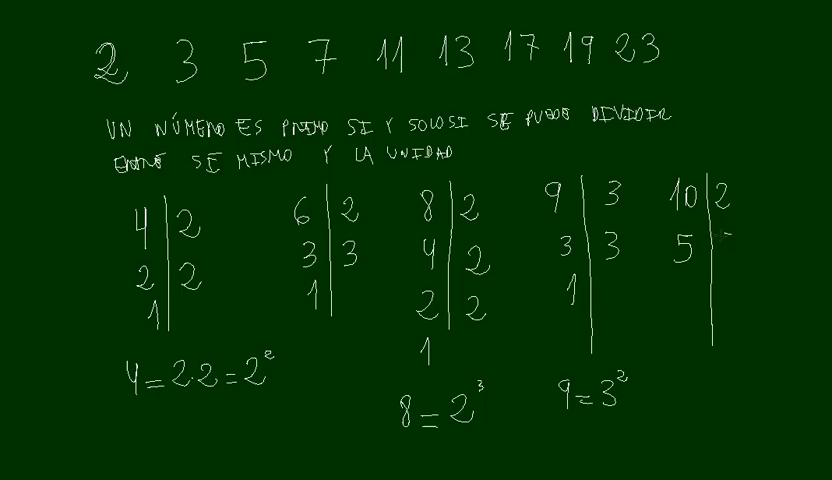 2 3 5 7 11 13 17 19 23
UN NÚMERO ES PRIMO SI Y SOLO SI SE PUEDE DIVIDIR
ENTRE SÍ MISMO Y LA UNIDAD
4 | 2
2 | 2
1
4 = 2·2 = 2²
6 | 2
3 | 3
1
8 | 2
4 | 2
2 | 2
1
8 = 2³
9 | 3
3 | 3
1
9 = 3²
10 | 2
5 |